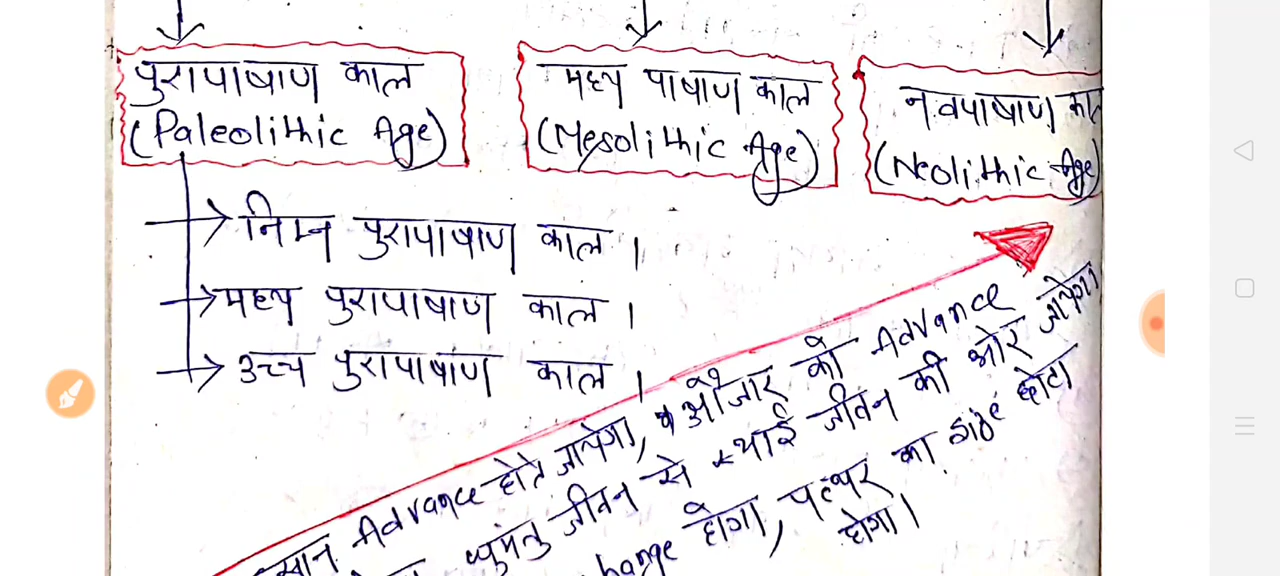 पुरापाषाण काल
(Paleolithic Age)
मध्य पाषाण काल
(Mesolithic Age)
नवपाषाण
(Neolithic Age)
निम्न पुरापाषाण काल ।
मध्य पुरापाषाण काल ।
उच्च पुरापाषाण काल ।
Advance होते जायेगा, व औजार को Advance
घुमंतु जीवन से स्थाई जीवन की ओर जायेगा
होगा, पत्थर का size छोटा
होगा।